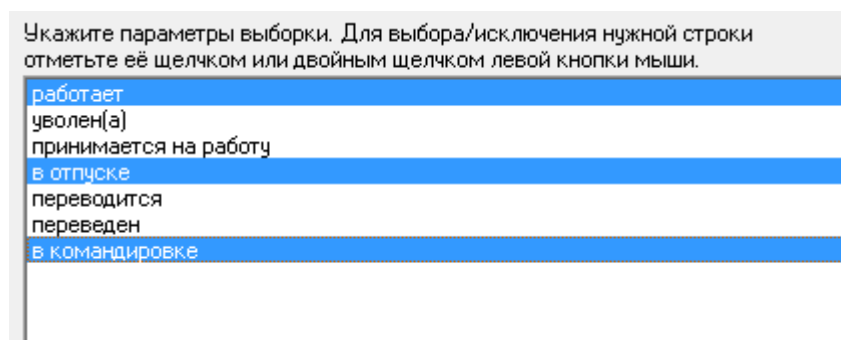 Укажите параметры выборки. Для выбора/исключения нужной строки
отметьте её щелчком или двойным щелчком левой кнопки мыши.
работает
уволен(а)
принимается на работу
в отпуске
переводится
переведен
в командировке